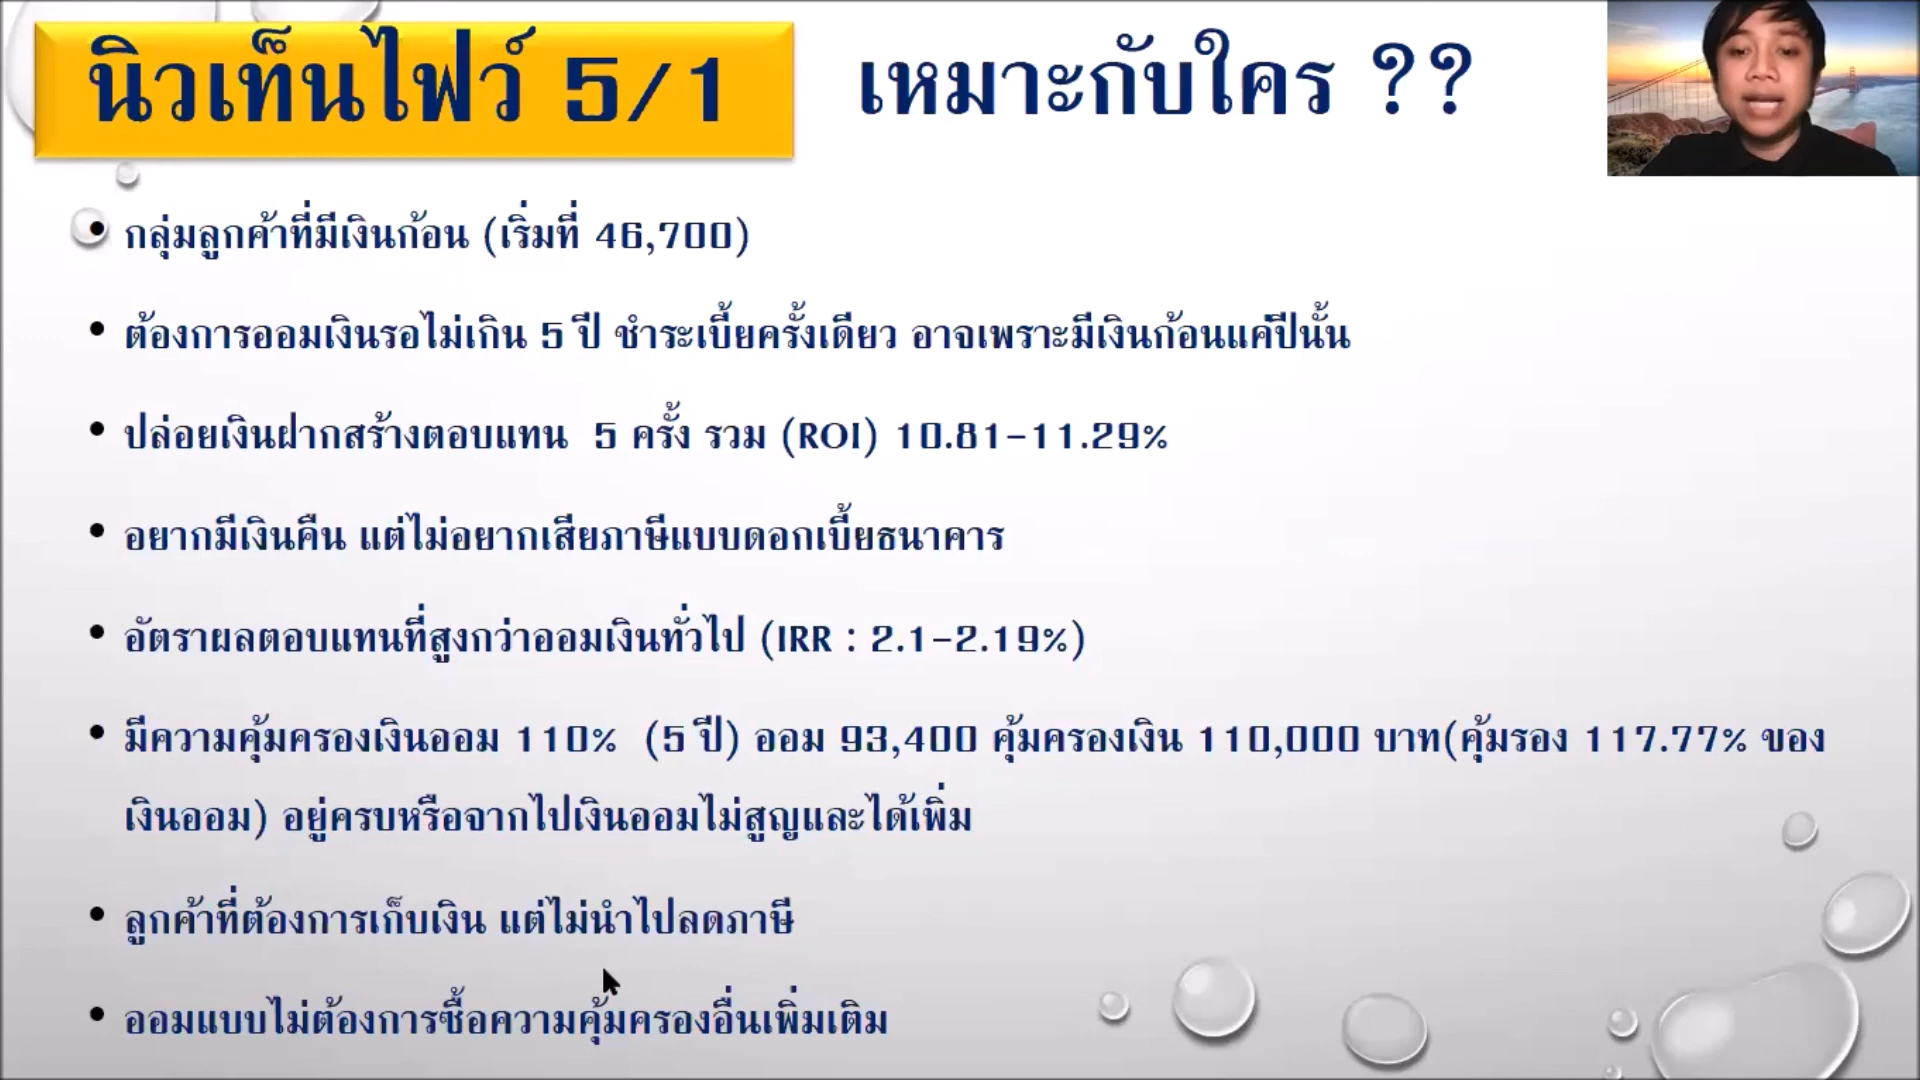 นิวเท็นไฟว์ 5/1 เหมาะกับใคร ??
กลุ่มลูกค้าที่มีเงินก้อน (เริ่มที่ 46,700)
ต้องการออมเงินรอไม่เกิน 5 ปี ชำระเบี้ยครั้งเดียว อาจเพราะมีเงินก้อนแค่ปีนั้น
ปล่อยเงินฝากสร้างตอบแทน 5 ครั้ง รวม (ROI) 10.81-11.29%
อยากมีเงินคืน แต่ไม่อยากเสียภาษีแบบดอกเบี้ยธนาคาร
อัตราผลตอบแทนที่สูงกว่าออมเงินทั่วไป (IRR : 2.1-2.19%)
มีความคุ้มครองเงินออม 110% (5 ปี) ออม 93,400 คุ้มครองเงิน 110,000 บาท(คุ้มรอง 117.77% ของ
เงินออม) อยู่ครบหรือจากไปเงินออมไม่สูญและได้เพิ่ม
ลูกค้าที่ต้องการเก็บเงิน แต่ไม่นำไปลดภาษี
ออมแบบไม่ต้องการซื้อความคุ้มครองอื่นเพิ่มเติม